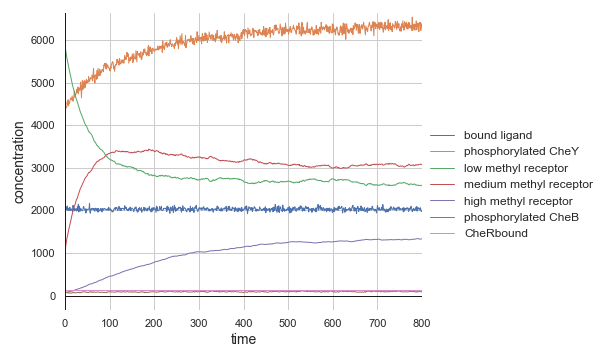 6000
5000
4000
3000
2000
1000
0
concentration
0 100 200 300 400 500 600 700 800
time
bound ligand
phosphorylated CheY
low methyl receptor
medium methyl receptor
high methyl receptor
phosphorylated CheB
CheRbound